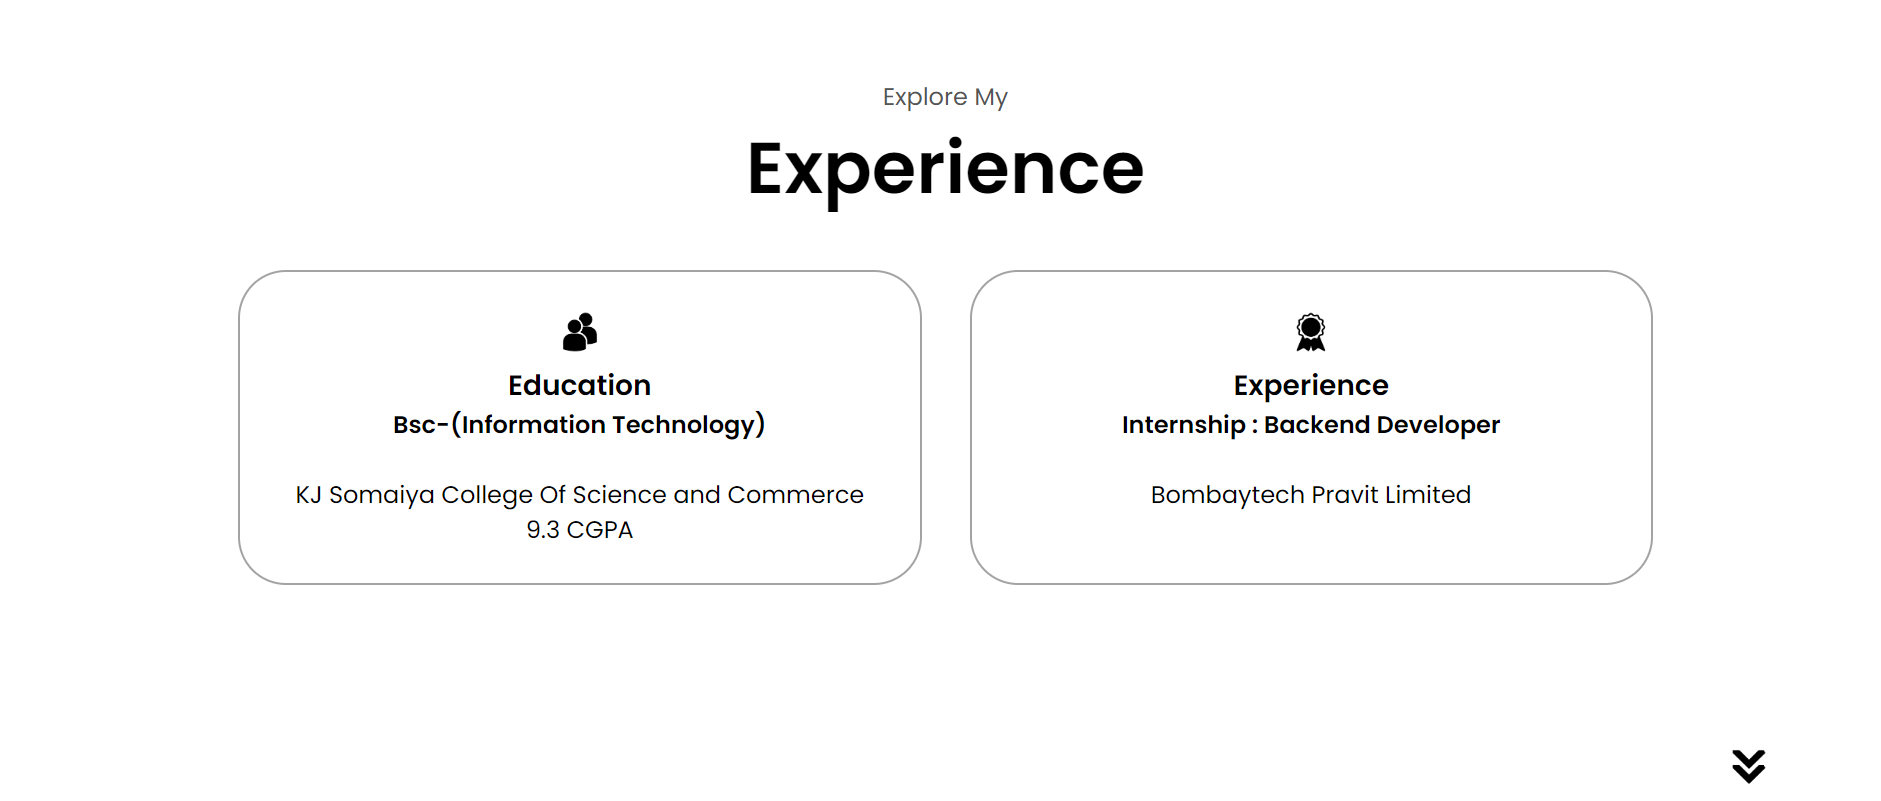 Explore My
Experience
Education
Bsc-(Information Technology)
KJ Somaiya College Of Science and Commerce
9.3 CGPA
Experience
Internship : Backend Developer
Bombaytech Pravit Limited